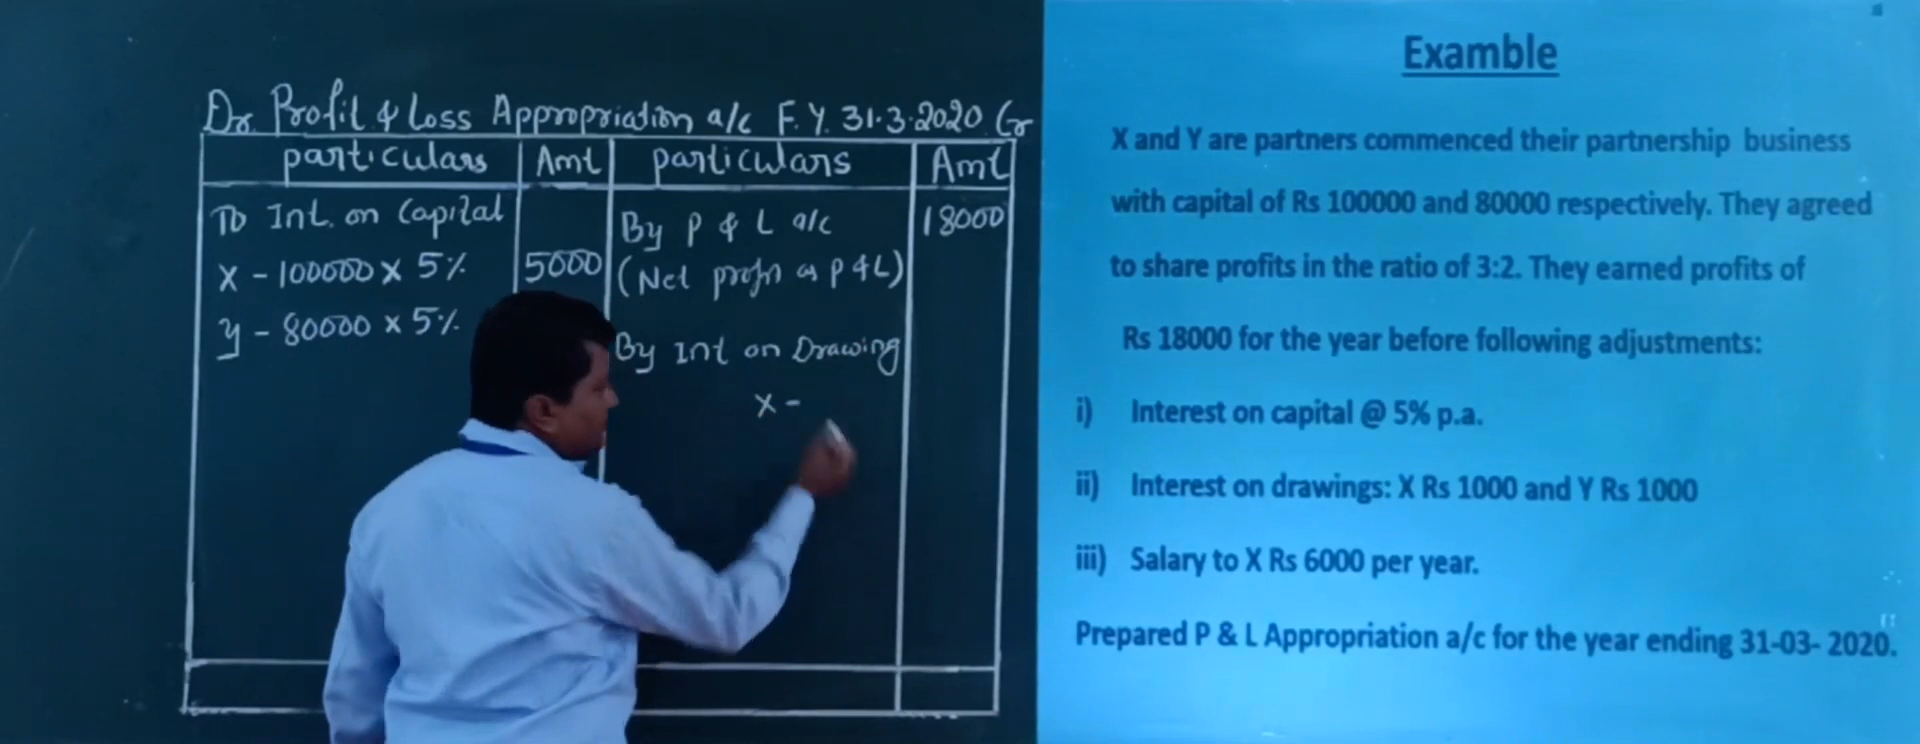 Dr. Profit & Loss Appropriation a/c F.Y. 31.3.2020 Cr
particulars Amt particulars Amt
To Int. on Capital
X - 100000 x 5% 5000
y - 80000 x 5%
By P & L a/c 18000
(Net profit as P&L)
By Int on Drawing
X -
Examble
X and Y are partners commenced their partnership business
with capital of Rs 100000 and 80000 respectively. They agreed
to share profits in the ratio of 3:2. They earned profits of
Rs 18000 for the year before following adjustments:
i) Interest on capital @ 5% p.a.
ii) Interest on drawings: X Rs 1000 and Y Rs 1000
iii) Salary to X Rs 6000 per year.
Prepared P & L Appropriation a/c for the year ending 31-03- 2020.